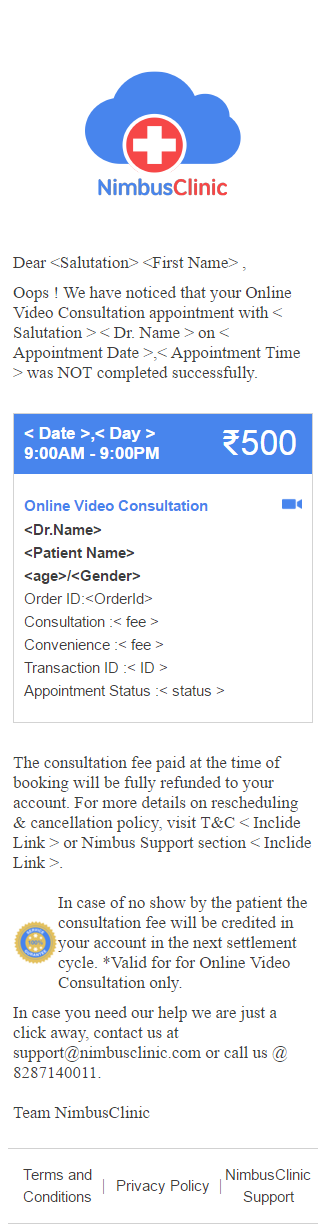 NimbusClinic
Dear <Salutation> <First Name> ,
Oops ! We have noticed that your Online
Video Consultation appointment with <
Salutation > < Dr. Name > on <
Appointment Date >,< Appointment Time
> was NOT completed successfully.
< Date >,< Day >
9:00AM - 9:00PM
₹500
Online Video Consultation
<Dr.Name>
<Patient Name>
<age>/<Gender>
Order ID:<OrderId>
Consultation :< fee >
Convenience :< fee >
Transaction ID :< ID >
Appointment Status :< status >
The consultation fee paid at the time of
booking will be fully refunded to your
account. For more details on rescheduling
& cancellation policy, visit T&C < Inclide
Link > or Nimbus Support section < Inclide
Link >.
In case of no show by the patient the
consultation fee will be credited in
your account in the next settlement
cycle. *Valid for for Online Video
Consultation only.
100%
In case you need our help we are just a
click away, contact us at
support@nimbusclinic.com or call us @
8287140011.
Team NimbusClinic
Terms and
Conditions
| Privacy Policy |
NimbusClinic
Support